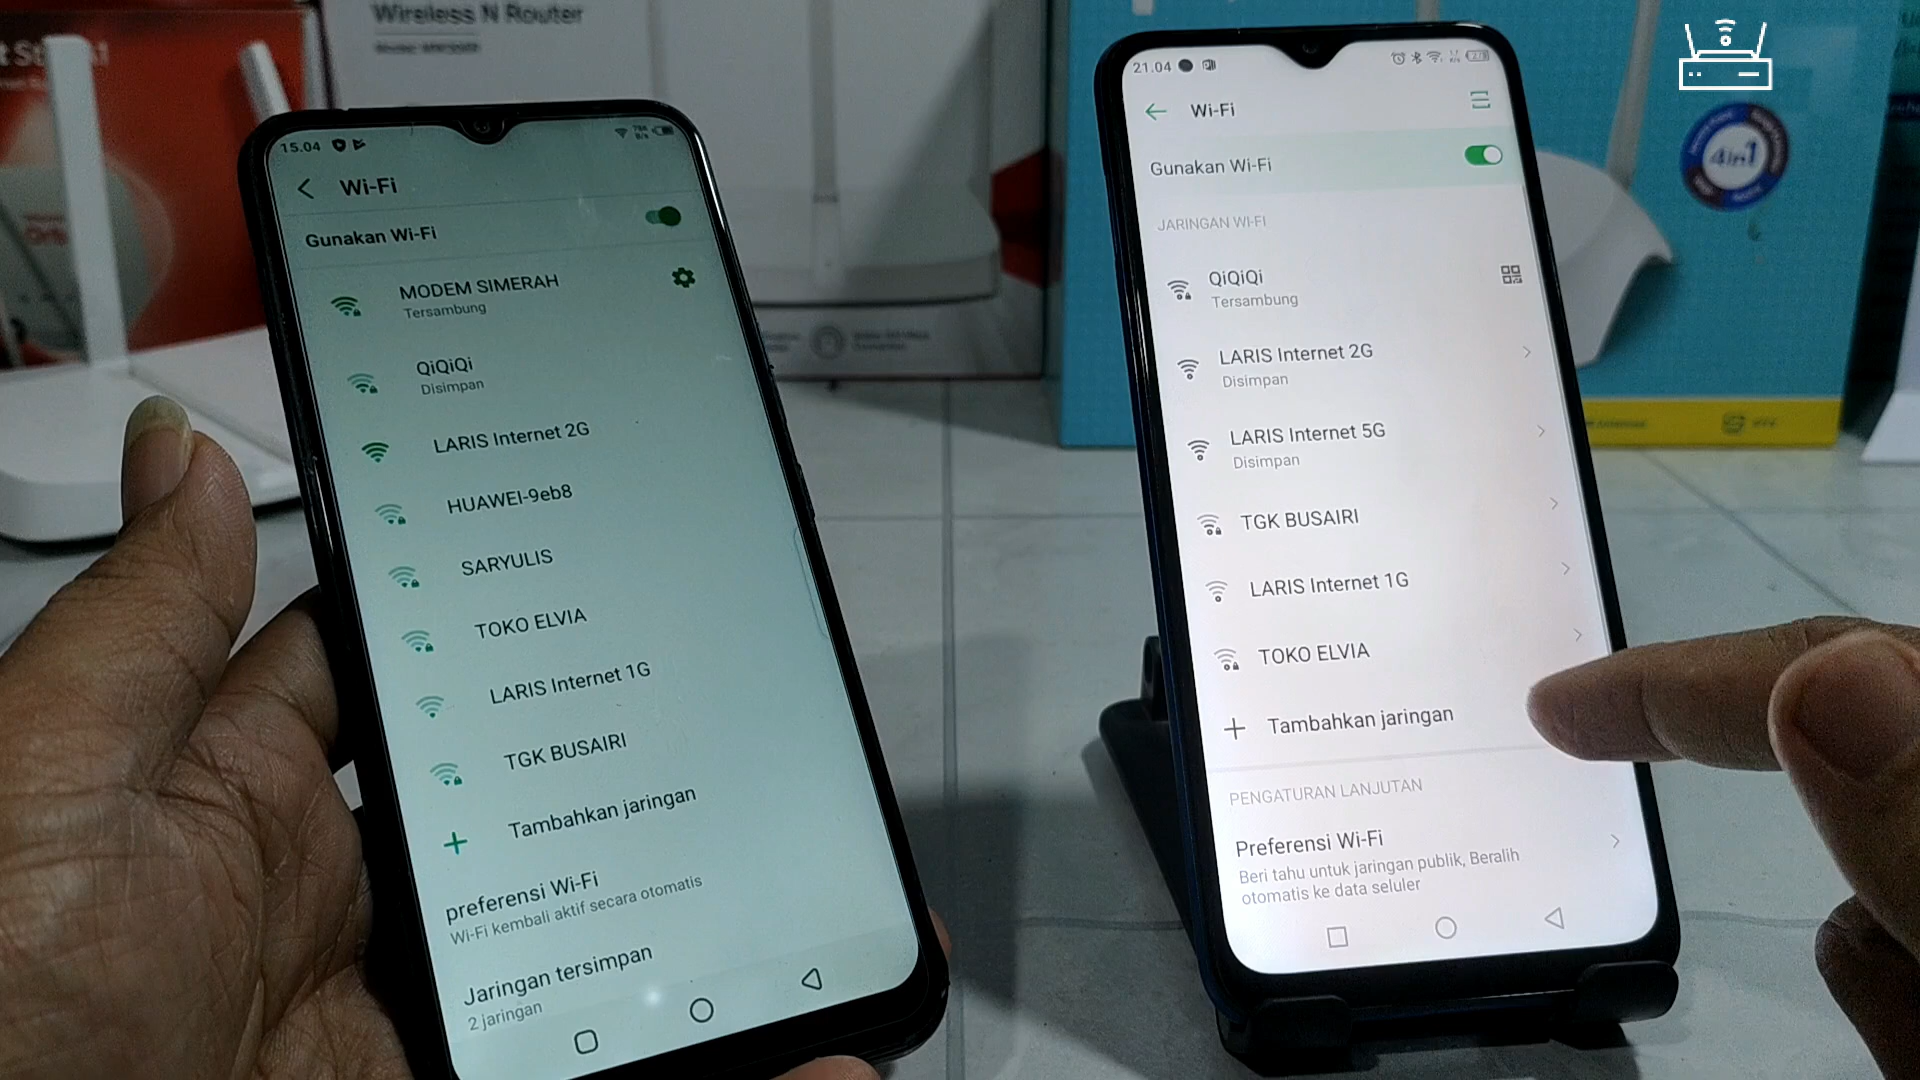 Wireless N Router
15.04
Wi-Fi
Gunakan Wi-Fi
MODEM SIMERAH
Tersambung
QiQiQi
Disimpan
LARIS Internet 2G
HUAWEI-9eb8
SARYULIS
TOKO ELVIA
LARIS Internet 1G
TGK BUSAIRI
Tambahkan jaringan
preferensi Wi-Fi
Wi-Fi kembali aktif secara otomatis
Jaringan tersimpan
2 jaringan
21.04
Wi-Fi
Gunakan Wi-Fi
JARINGAN WI-FI
QiQiQi
Tersambung
LARIS Internet 2G
Disimpan
LARIS Internet 5G
Disimpan
TGK BUSAIRI
LARIS Internet 1G
TOKO ELVIA
Tambahkan jaringan
PENGATURAN LANJUTAN
Preferensi Wi-Fi
Beri tahu untuk jaringan publik, Beralih
otomatis ke data seluler
4in1